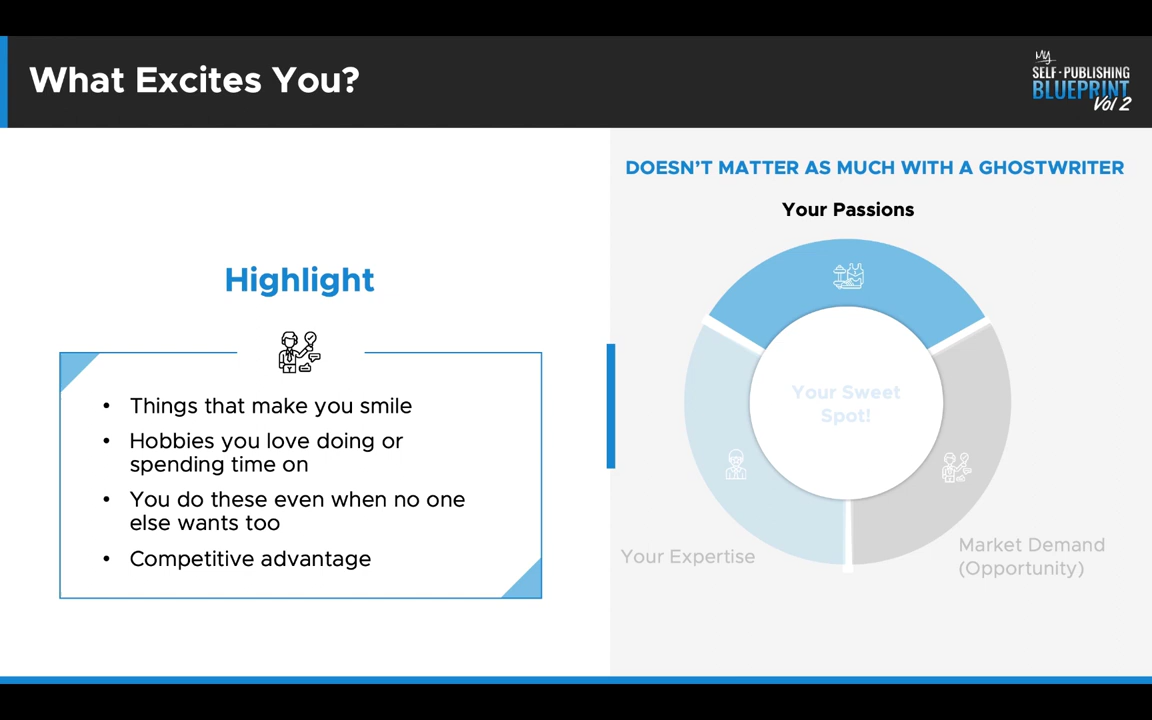 What Excites You?
My
SELF-PUBLISHING
BLUEPRINT
Vol 2
Highlight
• Things that make you smile
• Hobbies you love doing or
spending time on
• You do these even when no one
else wants too
• Competitive advantage
DOESN'T MATTER AS MUCH WITH A GHOSTWRITER
Your Passions
Your Sweet
Spot!
Your Expertise
Market Demand
(Opportunity)